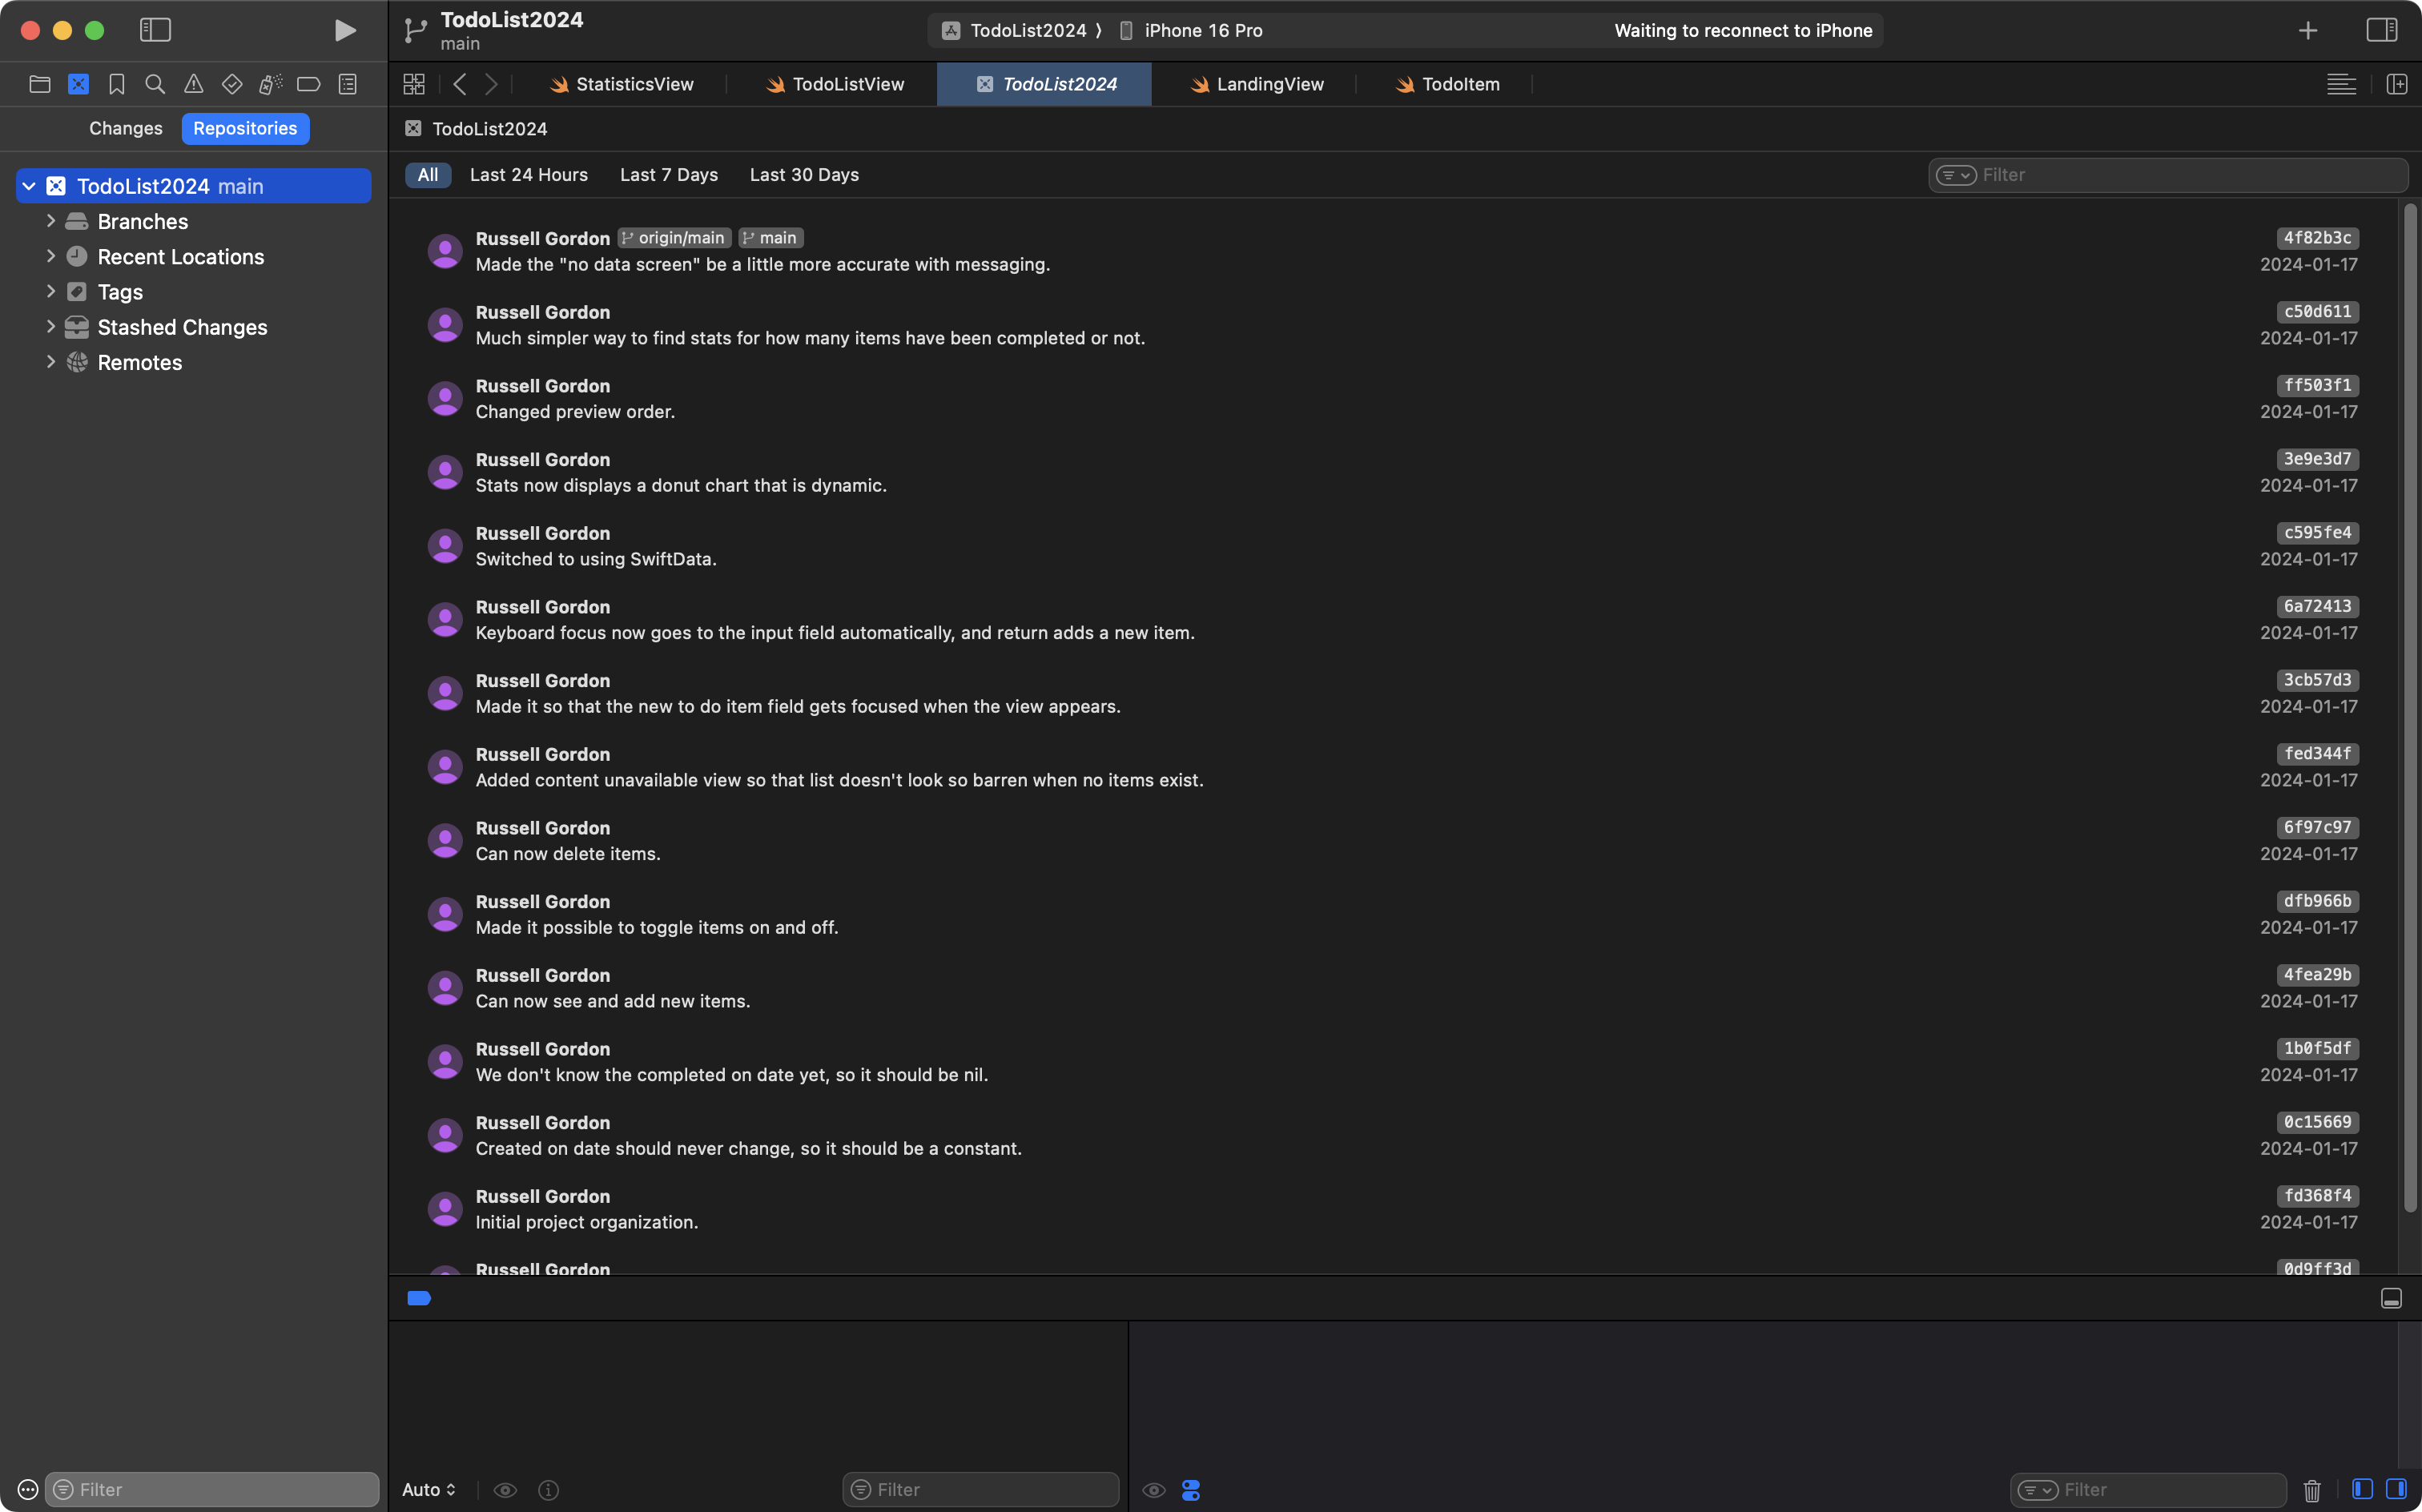 TodoList2024
main
TodoList2024 ⟩ iPhone 16 Pro
Waiting to reconnect to iPhone
StatisticsView
TodoListView
TodoList2024
LandingView
TodoItem
Changes
Repositories
TodoList2024
All
Last 24 Hours
Last 7 Days
Last 30 Days
Filter
TodoList2024 main
Branches
Recent Locations
Tags
Stashed Changes
Remotes
Russell Gordon origin/main main 4f82b3c
Made the "no data screen" be a little more accurate with messaging. 2024-01-17
Russell Gordon c50d611
Much simpler way to find stats for how many items have been completed or not. 2024-01-17
Russell Gordon ff503f1
Changed preview order. 2024-01-17
Russell Gordon 3e9e3d7
Stats now displays a donut chart that is dynamic. 2024-01-17
Russell Gordon c595fe4
Switched to using SwiftData. 2024-01-17
Russell Gordon 6a72413
Keyboard focus now goes to the input field automatically, and return adds a new item. 2024-01-17
Russell Gordon 3cb57d3
Made it so that the new to do item field gets focused when the view appears. 2024-01-17
Russell Gordon fed344f
Added content unavailable view so that list doesn't look so barren when no items exist. 2024-01-17
Russell Gordon 6f97c97
Can now delete items. 2024-01-17
Russell Gordon dfb966b
Made it possible to toggle items on and off. 2024-01-17
Russell Gordon 4fea29b
Can now see and add new items. 2024-01-17
Russell Gordon 1b0f5df
We don't know the completed on date yet, so it should be nil. 2024-01-17
Russell Gordon 0c15669
Created on date should never change, so it should be a constant. 2024-01-17
Russell Gordon fd368f4
Initial project organization. 2024-01-17
Russell Gordon 0d9ff3d
Filter
Auto
Filter
Filter